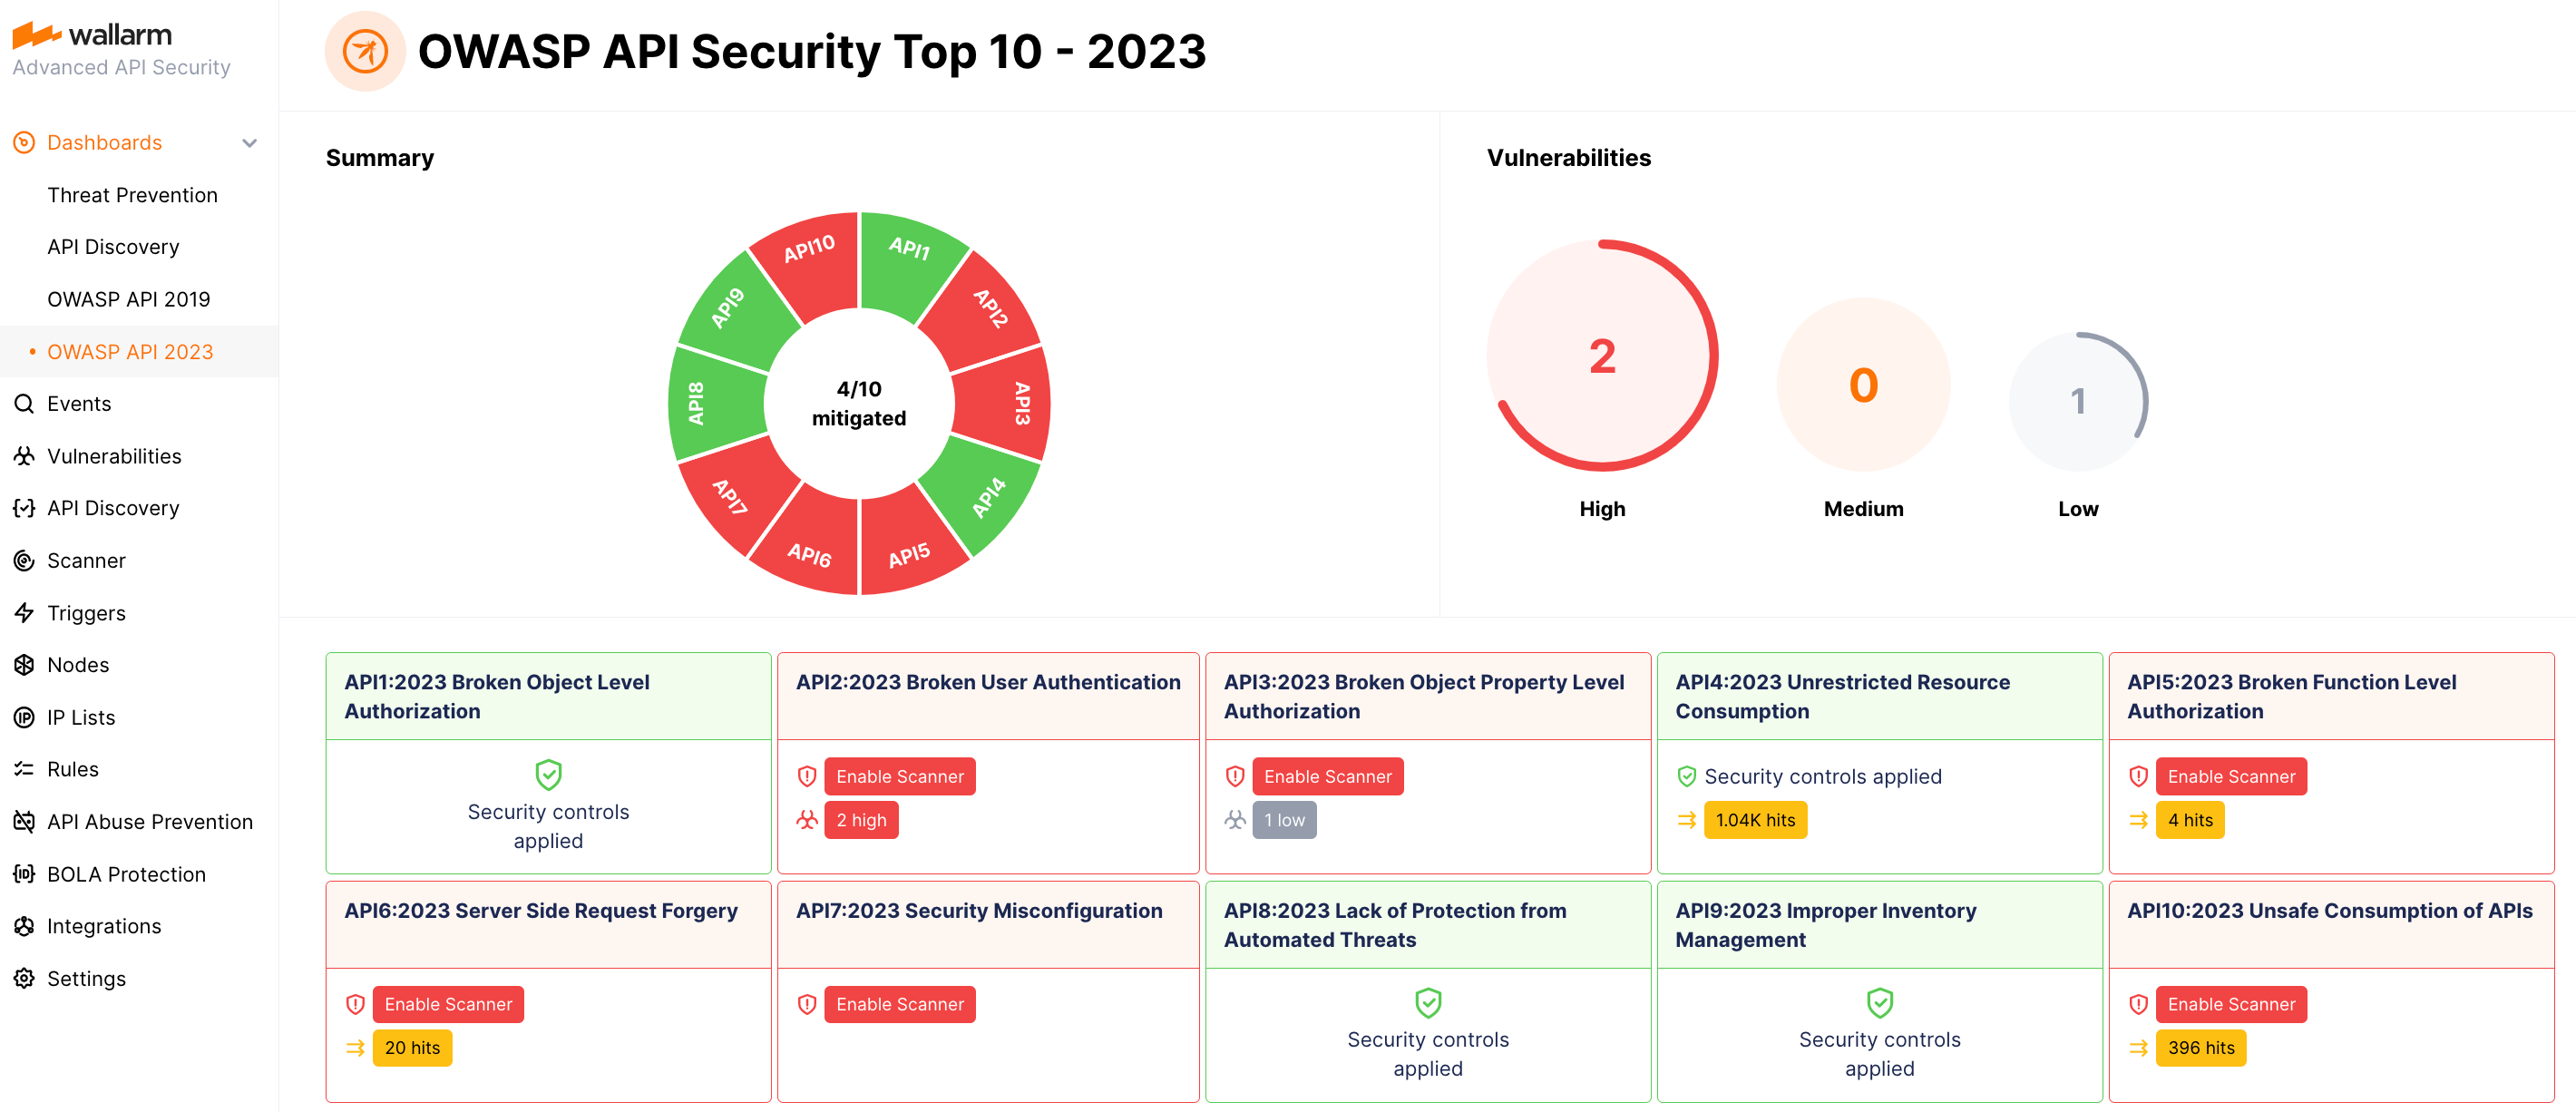 wallarm
Advanced API Security
Dashboards
Threat Prevention
API Discovery
OWASP API 2019
OWASP API 2023
Events
Vulnerabilities
API Discovery
Scanner
Triggers
Nodes
IP Lists
Rules
API Abuse Prevention
BOLA Protection
Integrations
Settings
OWASP API Security Top 10 - 2023
Summary
API1
API2
API3
API4
API5
API6
API7
API8
API9
API10
4/10
mitigated
Vulnerabilities
2
High
0
Medium
1
Low
API1:2023 Broken Object Level
Authorization
Security controls
applied
API2:2023 Broken User Authentication
Enable Scanner
2 high
API3:2023 Broken Object Property Level
Authorization
Enable Scanner
1 low
API4:2023 Unrestricted Resource
Consumption
Security controls applied
1.04K hits
API5:2023 Broken Function Level
Authorization
Enable Scanner
4 hits
API6:2023 Server Side Request Forgery
Enable Scanner
20 hits
API7:2023 Security Misconfiguration
Enable Scanner
API8:2023 Lack of Protection from
Automated Threats
Security controls
applied
API9:2023 Improper Inventory
Management
Security controls
applied
API10:2023 Unsafe Consumption of APIs
Enable Scanner
396 hits